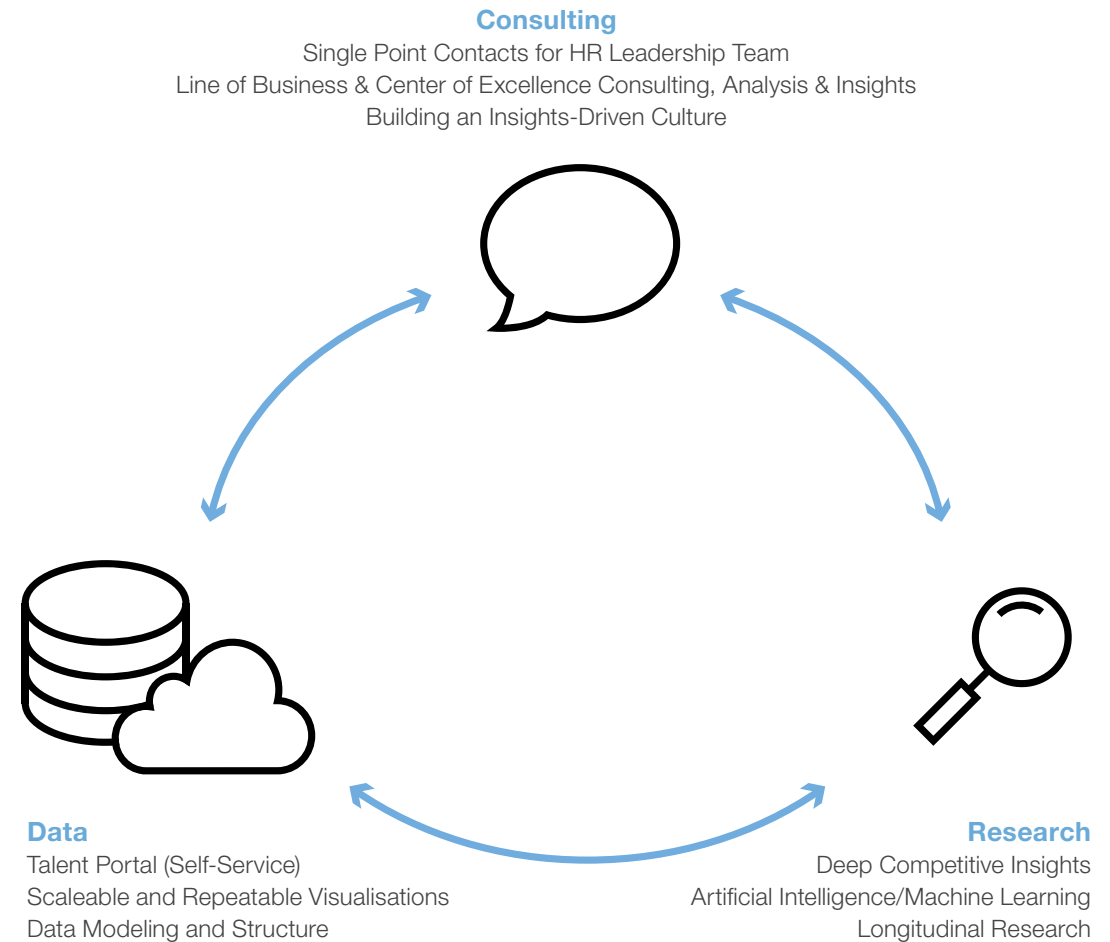 Consulting
Single Point Contacts for HR Leadership Team
Line of Business & Center of Excellence Consulting, Analysis & Insights
Building an Insights-Driven Culture
Data
Talent Portal (Self-Service)
Scaleable and Repeatable Visualisations
Data Modeling and Structure
Research
Deep Competitive Insights
Artificial Intelligence/Machine Learning
Longitudinal Research